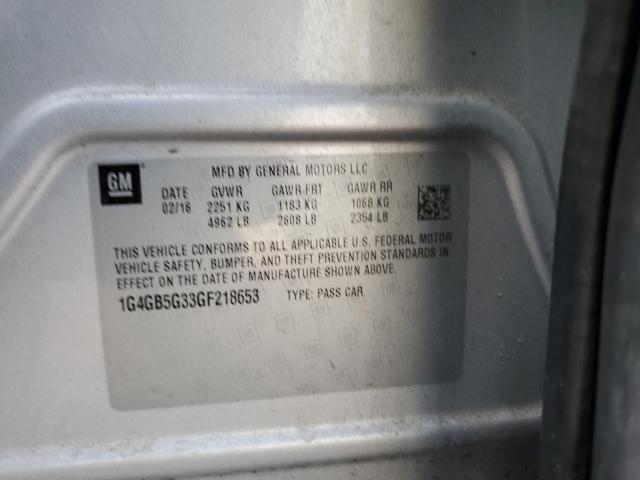 GM
MFD BY GENERAL MOTORS LLC
DATE GVWR GAWR FRT GAWR RR
02/16 2251 KG 1183 KG 1068 KG
4962 LB 2608 LB 2354 LB
THIS VEHICLE CONFORMS TO ALL APPLICABLE U.S. FEDERAL MOTOR
VEHICLE SAFETY, BUMPER, AND THEFT PREVENTION STANDARDS IN
EFFECT ON THE DATE OF MANUFACTURE SHOWN ABOVE.
1G4GB5G33GF218653 TYPE: PASS CAR